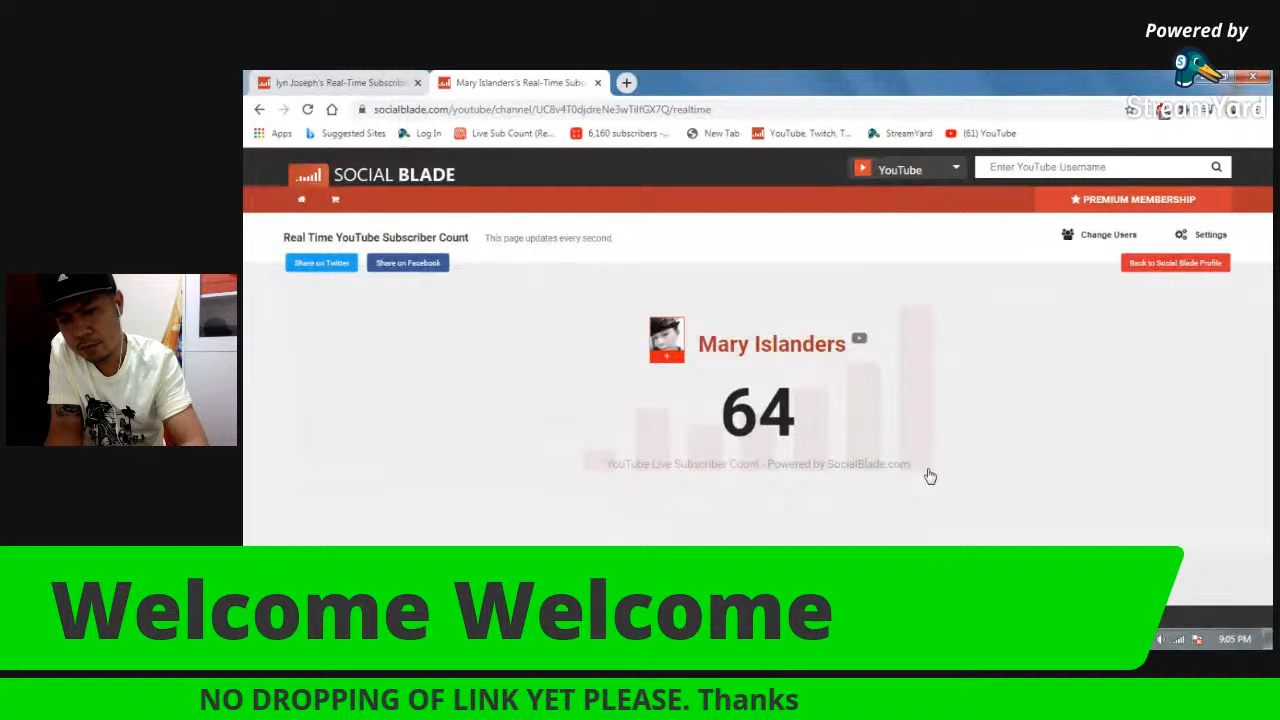 Powered by
StreamYard
lyn Joseph's Real-Time Subscribe
Mary Islanders's Real-Time Subs
socialblade.com/youtube/channel/UC8v4T0djdreNe3wTiIfGX7Q/realtime
Apps Suggested Sites Log In Live Sub Count (Re... 6,160 subscribers -... New Tab YouTube, Twitch, T... StreamYard (61) YouTube
SOCIAL BLADE
YouTube
Enter YouTube Username
PREMIUM MEMBERSHIP
Real Time YouTube Subscriber Count This page updates every second.
Change Users Settings
Share on Twitter Share on Facebook
Back to Social Blade Profile
Mary Islanders
64
YouTube Live Subscriber Count - Powered by SocialBlade.com
Welcome Welcome
9:05 PM
NO DROPPING OF LINK YET PLEASE. Thanks